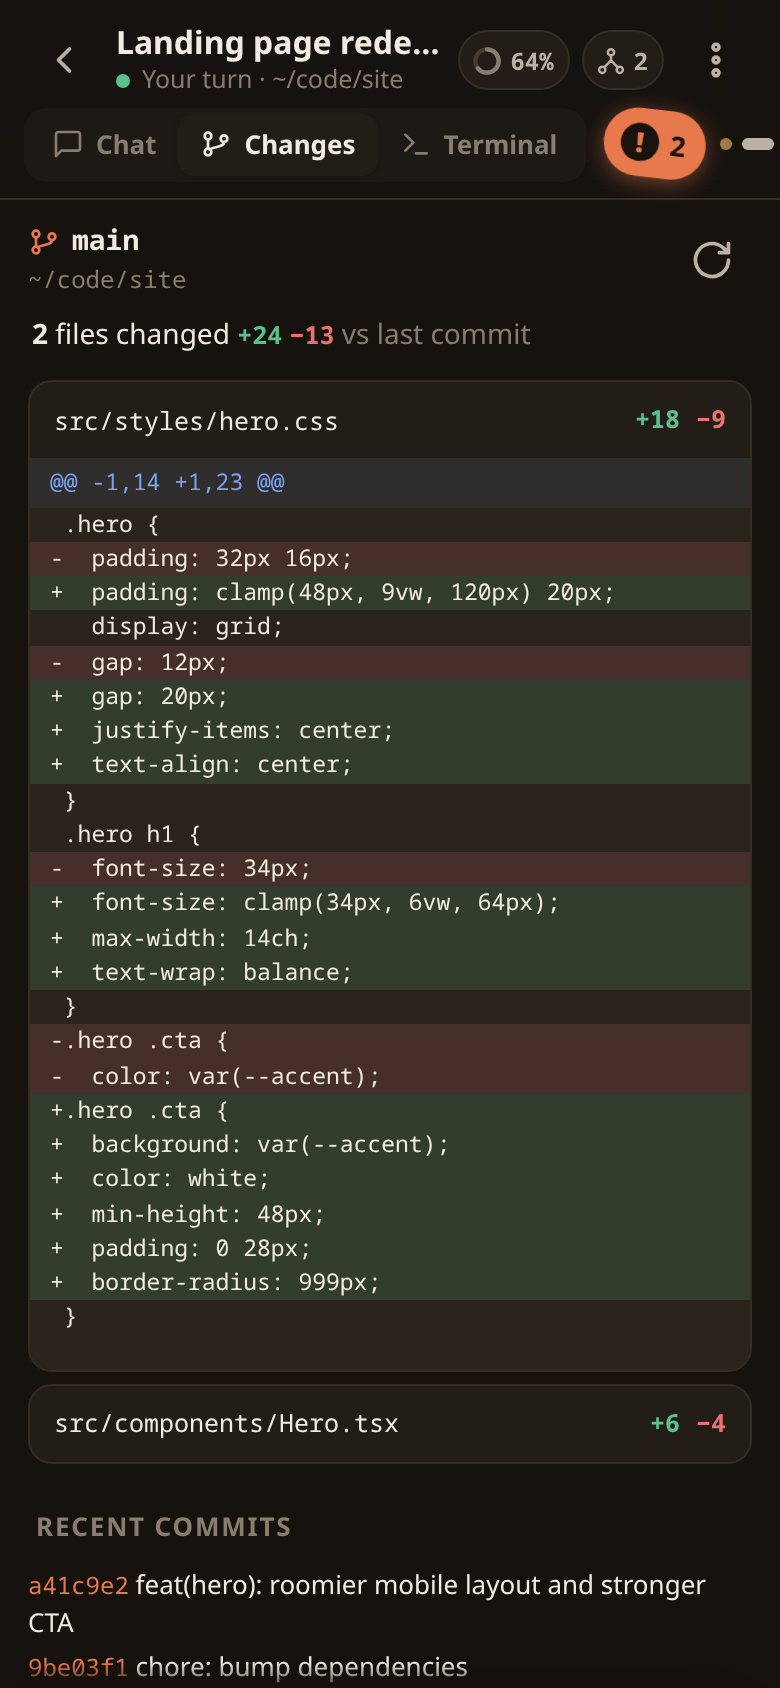 Landing page rede…
Your turn · ~/code/site
64%
2
Chat
Changes
Terminal
! 2
main
~/code/site
2 files changed +24 −13 vs last commit
src/styles/hero.css +18 −9
@@ -1,14 +1,23 @@
 .hero {
-  padding: 32px 16px;
+  padding: clamp(48px, 9vw, 120px) 20px;
   display: grid;
-  gap: 12px;
+  gap: 20px;
+  justify-items: center;
+  text-align: center;
 }
 .hero h1 {
-  font-size: 34px;
+  font-size: clamp(34px, 6vw, 64px);
+  max-width: 14ch;
+  text-wrap: balance;
 }
-.hero .cta {
-  color: var(--accent);
+.hero .cta {
+  background: var(--accent);
+  color: white;
+  min-height: 48px;
+  padding: 0 28px;
+  border-radius: 999px;
 }
src/components/Hero.tsx +6 −4
RECENT COMMITS
a41c9e2 feat(hero): roomier mobile layout and stronger
CTA
9be03f1 chore: bump dependencies